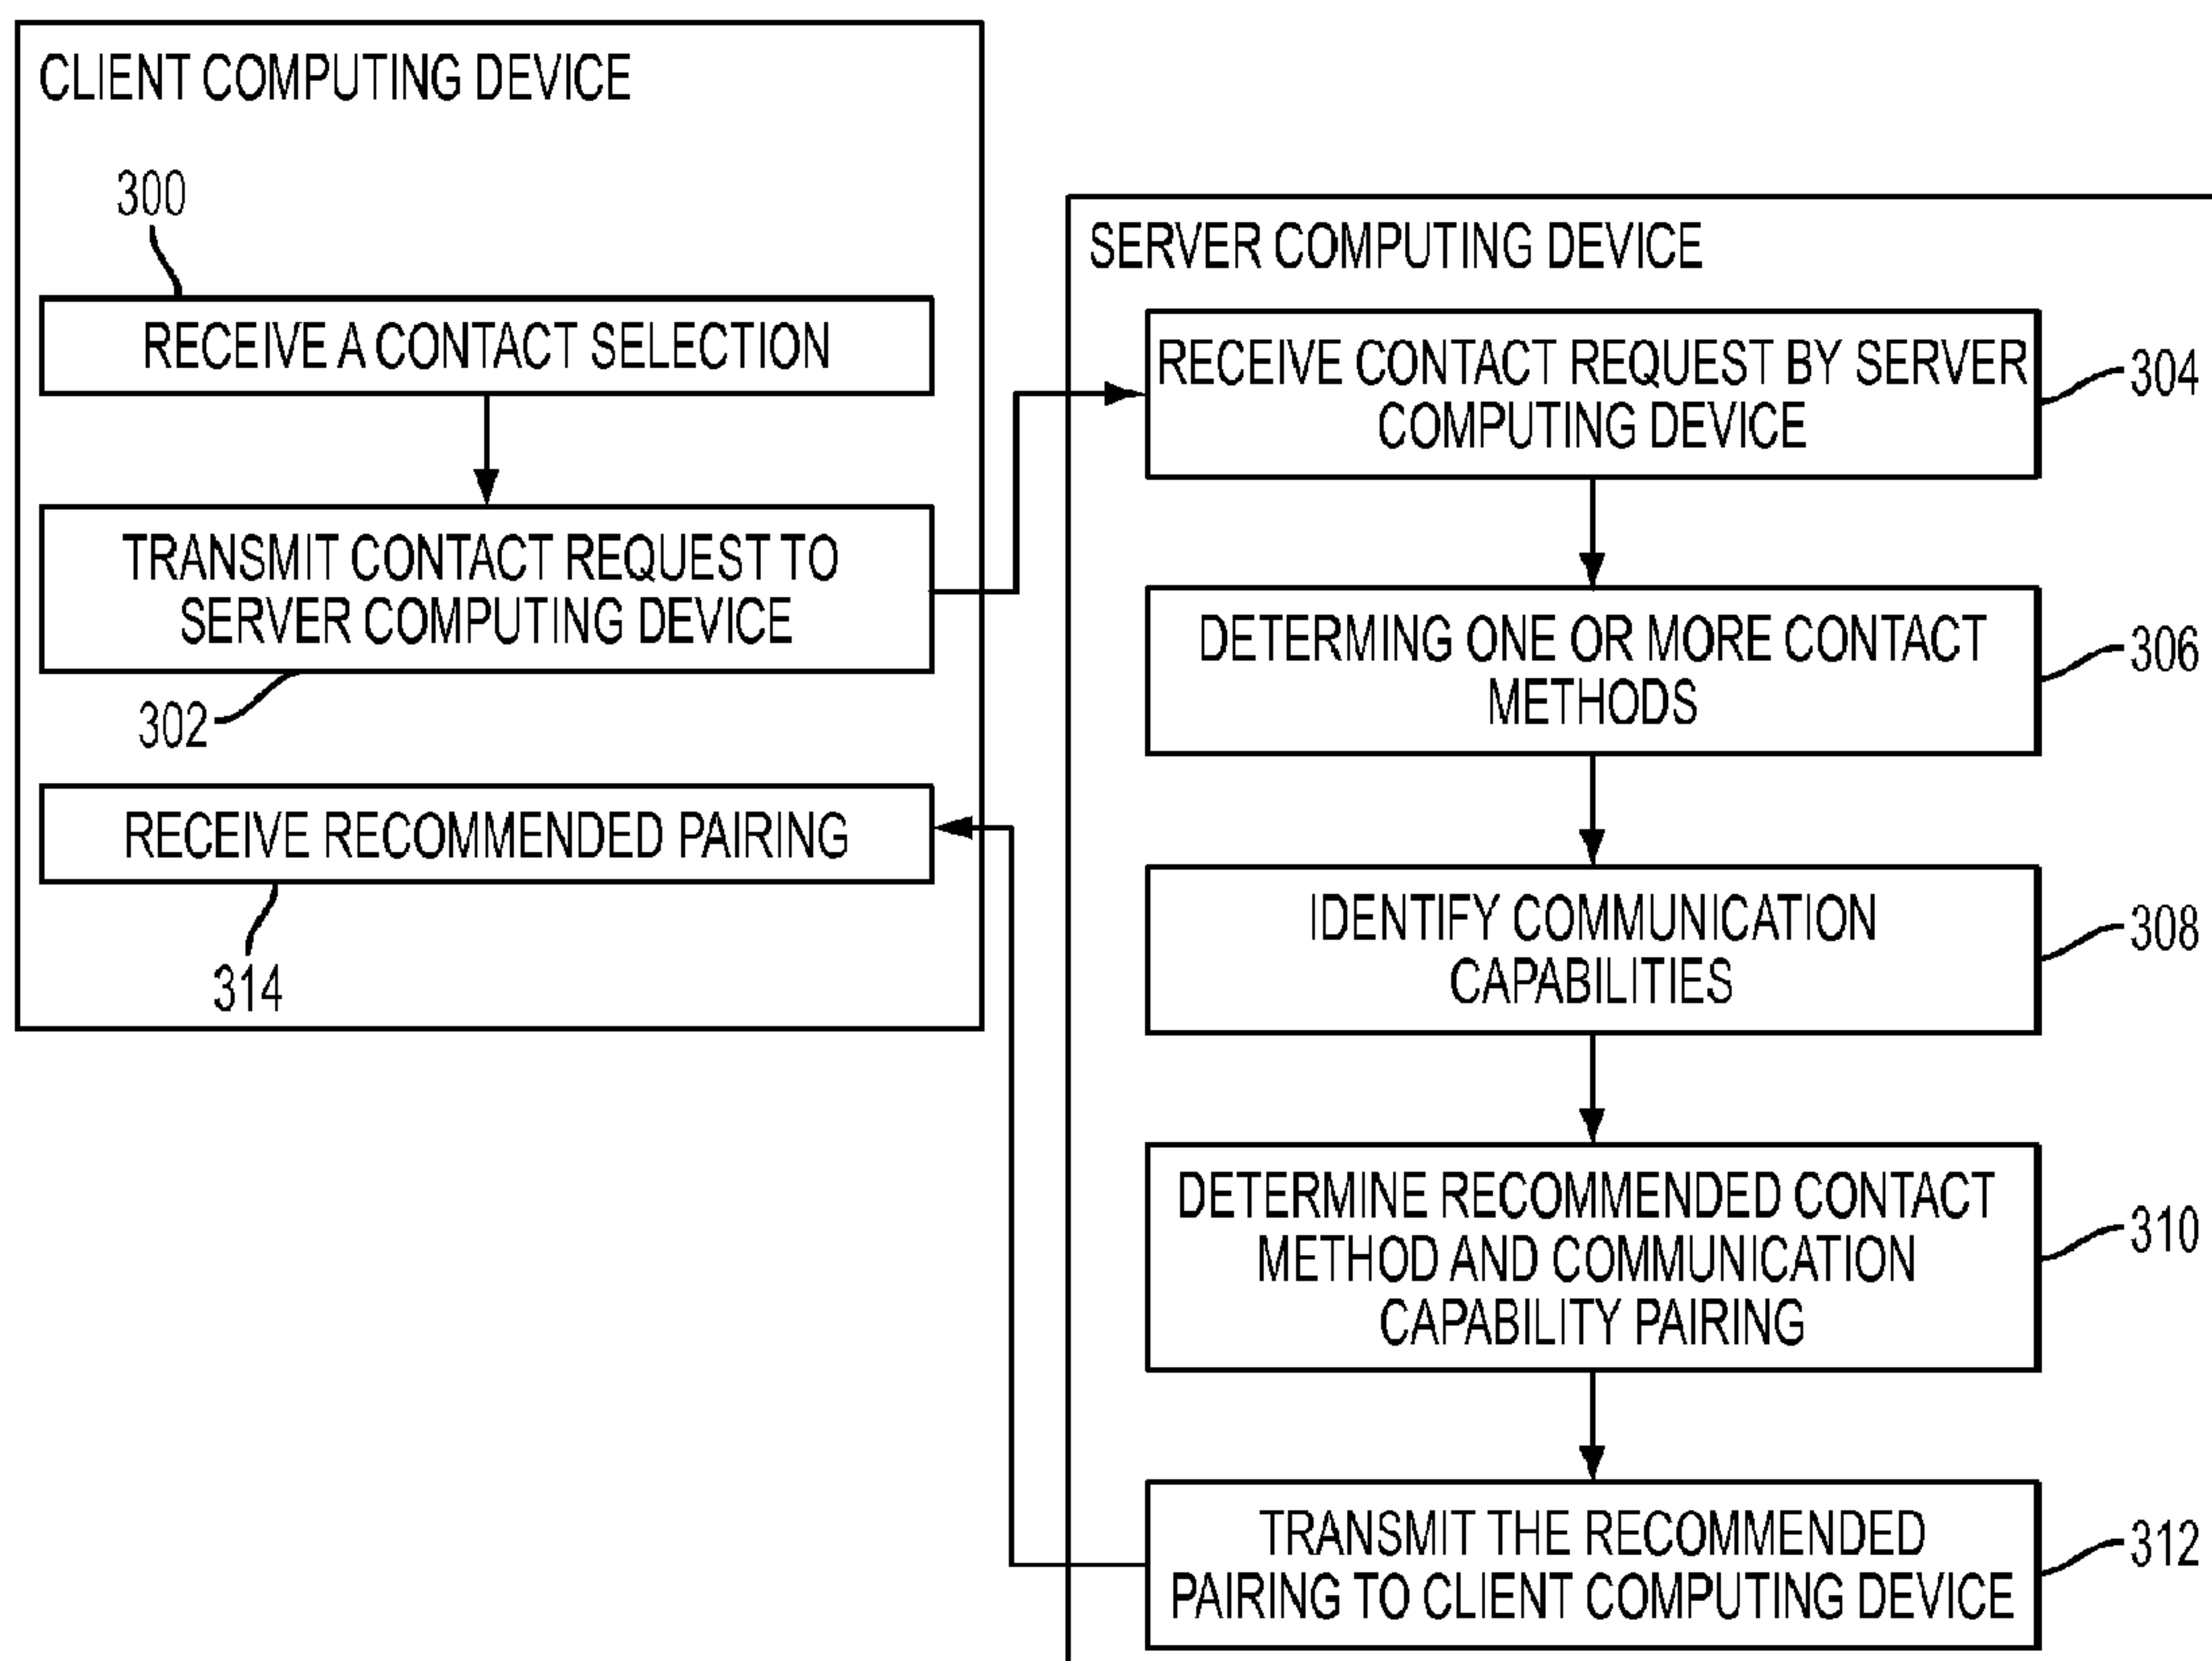 CLIENT COMPUTING DEVICE
300
RECEIVE A CONTACT SELECTION
TRANSMIT CONTACT REQUEST TO
SERVER COMPUTING DEVICE
302
RECEIVE RECOMMENDED PAIRING
314
SERVER COMPUTING DEVICE
RECEIVE CONTACT REQUEST BY SERVER
COMPUTING DEVICE
304
DETERMING ONE OR MORE CONTACT
METHODS
306
IDENTIFY COMMUNICATION
CAPABILITIES
308
DETERMINE RECOMMENDED CONTACT
METHOD AND COMMUNICATION
CAPABILITY PAIRING
310
TRANSMIT THE RECOMMENDED
PAIRING TO CLIENT COMPUTING DEVICE
312